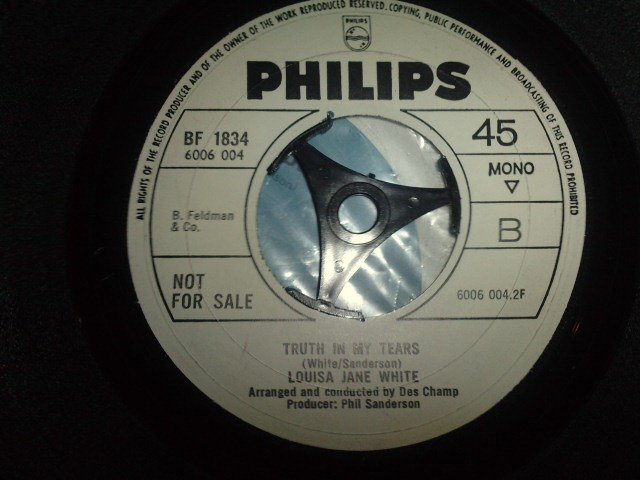 ALL RIGHTS OF THE RECORD PRODUCER AND OF THE OWNER OF THE WORK REPRODUCED RESERVED. COPYING, PUBLIC PERFORMANCE AND BROADCASTING OF THIS RECORD PROHIBITED
PHILIPS
PHILIPS
BF 1834
6006 004
45
MONO
B. Feldman
& Co.
B
NOT
FOR SALE
6006 004.2F
TRUTH IN MY TEARS
(White/Sanderson)
LOUISA JANE WHITE
Arranged and conducted by Des Champ
Producer: Phil Sanderson